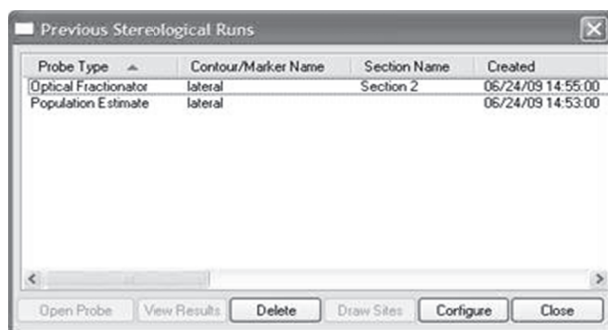 Previous Stereological Runs
Probe Type Contour/Marker Name Section Name Created
Optical Fractionator lateral Section 2 06/24/09 14:55:00
Population Estimate lateral 06/24/09 14:53:00
Open Probe View Results Delete Draw Sites Configure Close